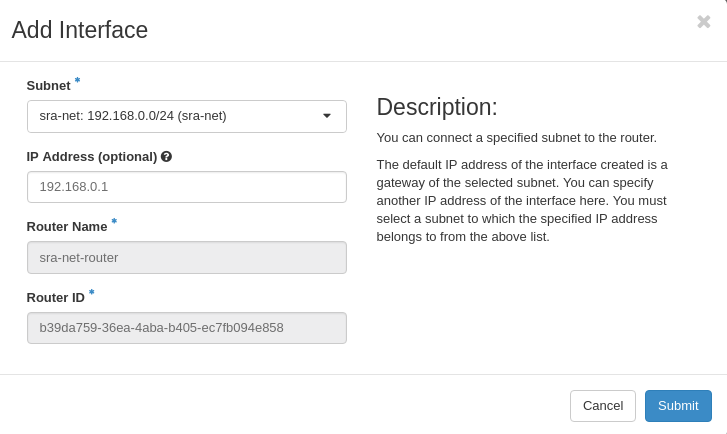 Add Interface
Subnet *
sra-net: 192.168.0.0/24 (sra-net)
IP Address (optional)
192.168.0.1
Router Name *
sra-net-router
Router ID *
b39da759-36ea-4aba-b405-ec7fb094e858
Description:
You can connect a specified subnet to the router.
The default IP address of the interface created is a
gateway of the selected subnet. You can specify
another IP address of the interface here. You must
select a subnet to which the specified IP address
belongs to from the above list.
Cancel
Submit